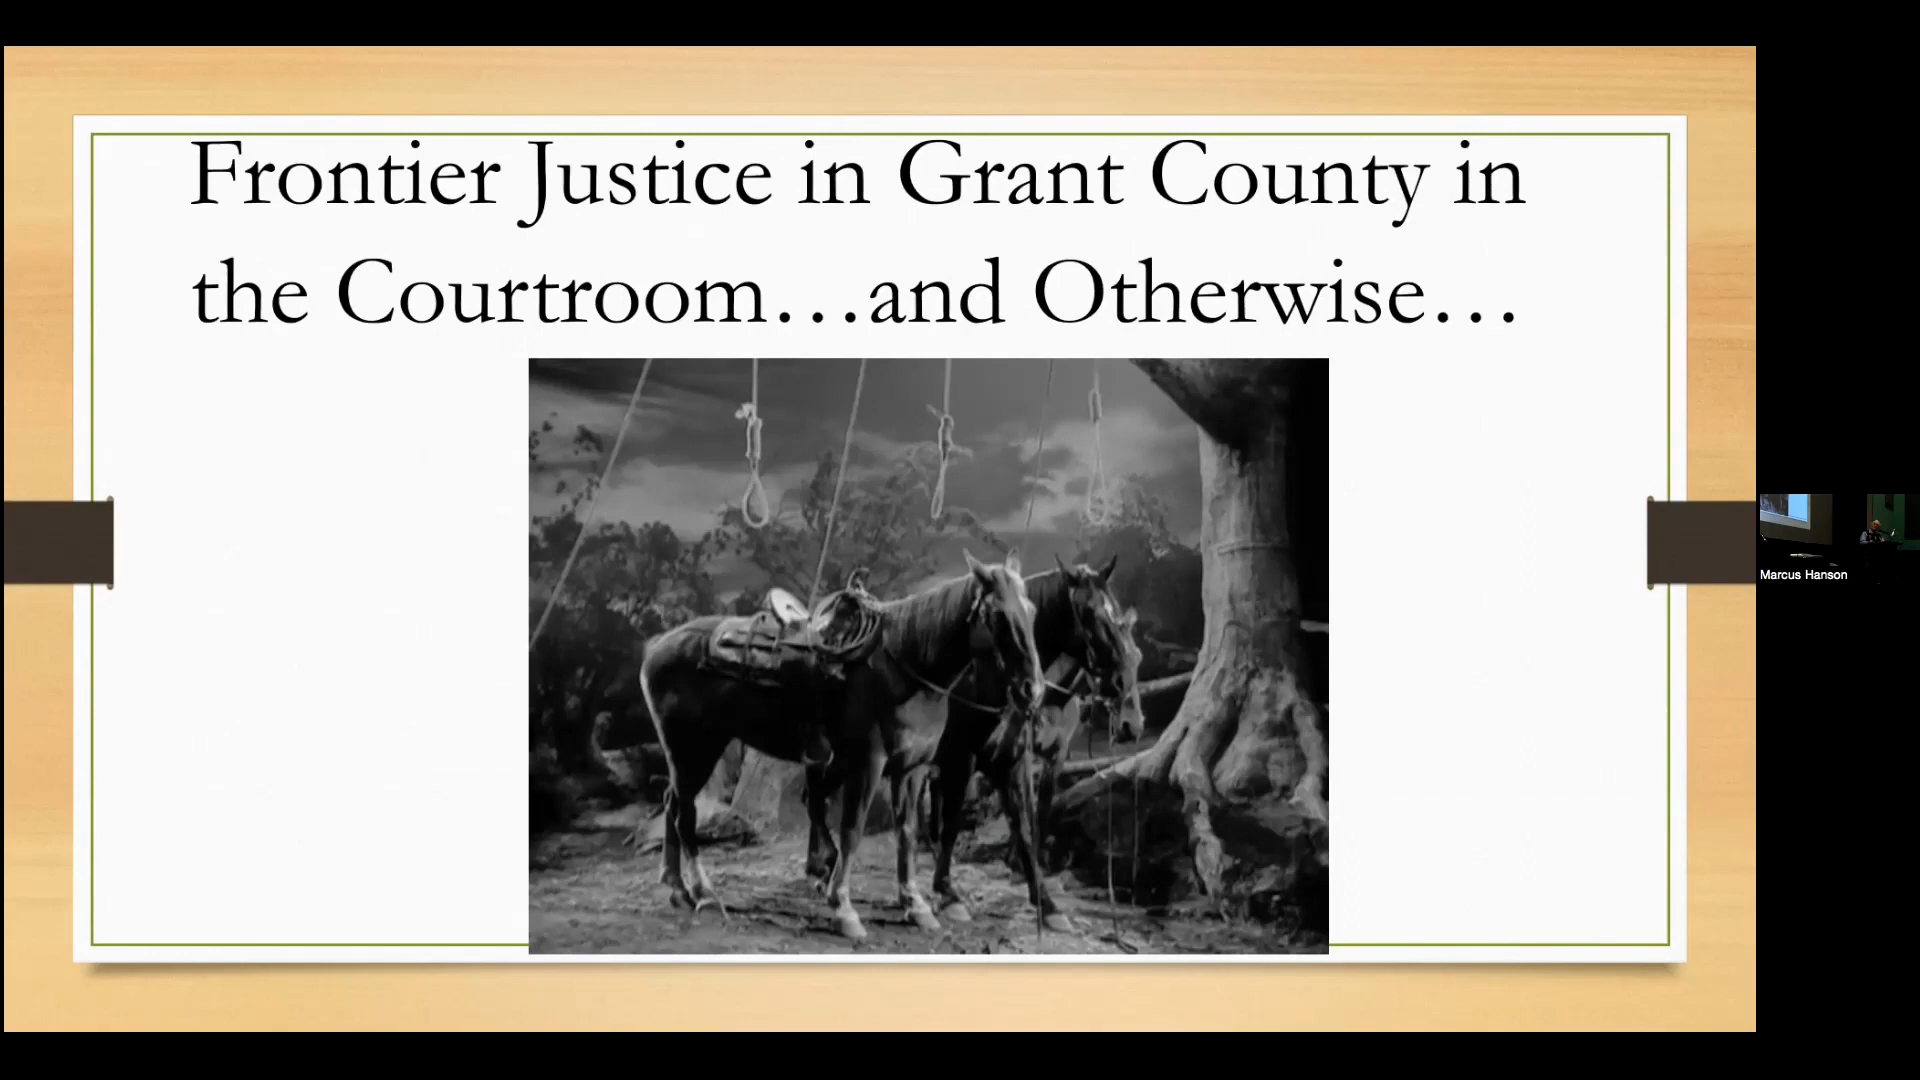 Frontier Justice in Grant County in
the Courtroom…and Otherwise…
Marcus Hanson